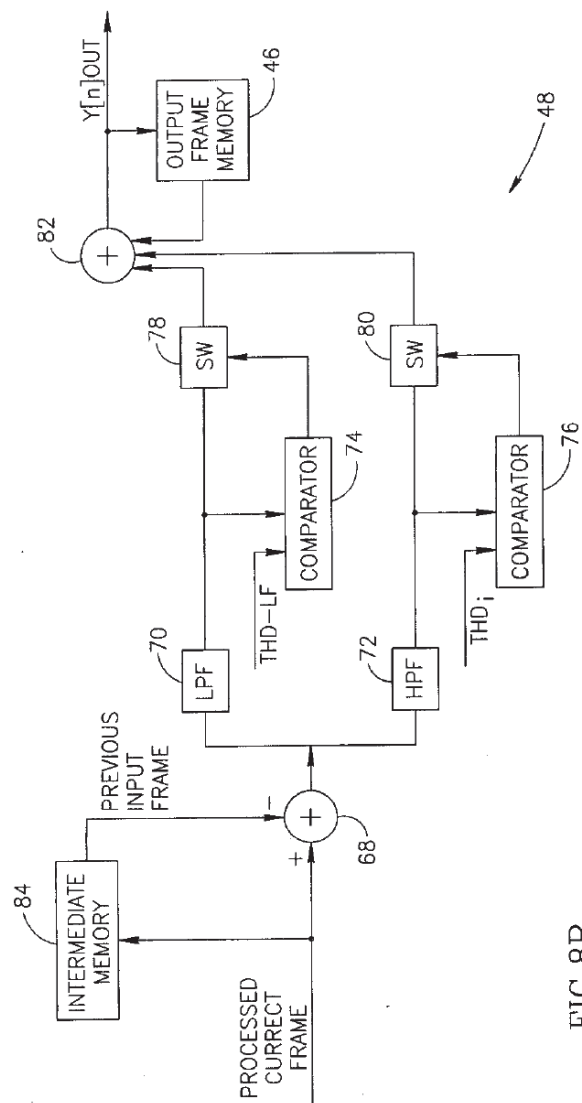 84
INTERMEDIATE
MEMORY
PREVIOUS
INPUT
FRAME
PROCESSED
CURRECT
FRAME
+
-
+
68
70
LPF
THD-LF
COMPARATOR
74
78
SW
72
HPF
THDi
COMPARATOR
76
80
SW
82
+
Y[n]OUT
OUTPUT
FRAME
MEMORY
46
48
FIG.8B